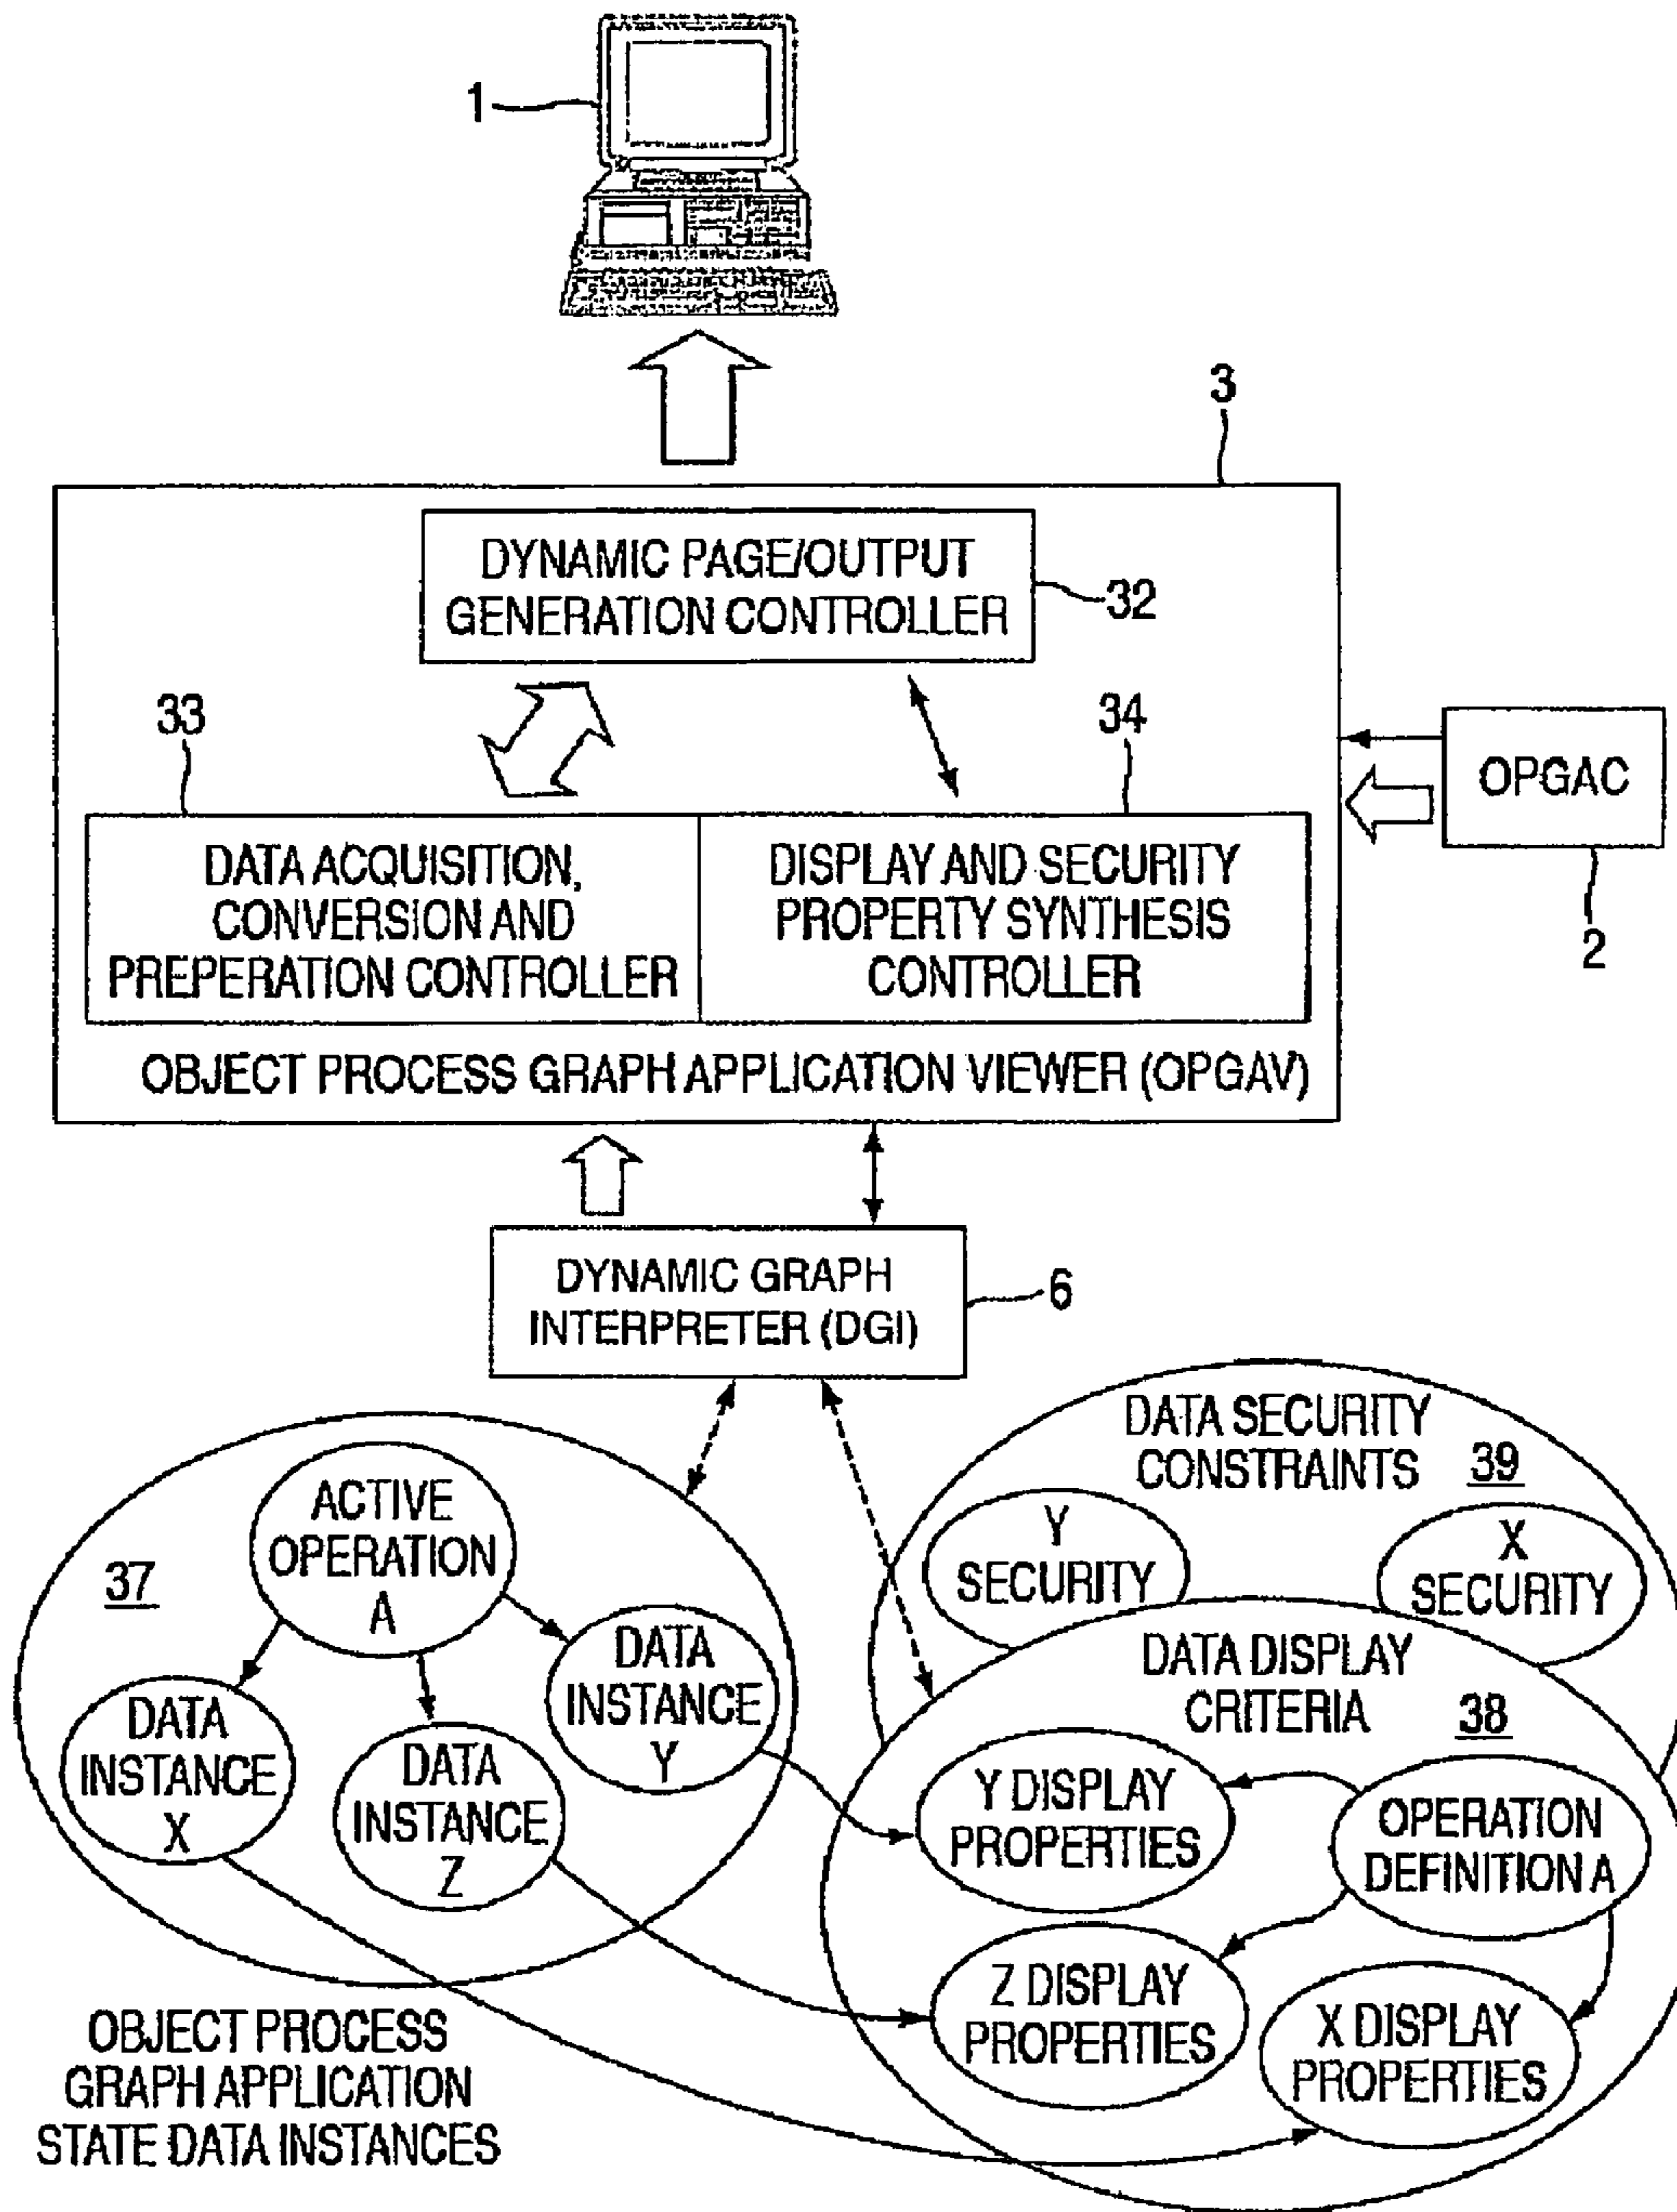 1
3
DYNAMIC PAGE/OUTPUT
GENERATION CONTROLLER
32
33
34
DATA ACQUISITION,
CONVERSION AND
PREPERATION CONTROLLER
DISPLAY AND SECURITY
PROPERTY SYNTHESIS
CONTROLLER
OBJECT PROCESS GRAPH APPLICATION VIEWER (OPGAV)
OPGAC
2
DYNAMIC GRAPH
INTERPRETER (DGI)
6
37
ACTIVE
OPERATION
A
DATA
INSTANCE
X
DATA
INSTANCE
Z
DATA
INSTANCE
Y
OBJECT PROCESS
GRAPH APPLICATION
STATE DATA INSTANCES
DATA SECURITY
CONSTRAINTS
39
Y
SECURITY
X
SECURITY
DATA DISPLAY
CRITERIA
38
Y DISPLAY
PROPERTIES
OPERATION
DEFINITION A
Z DISPLAY
PROPERTIES
X DISPLAY
PROPERTIES